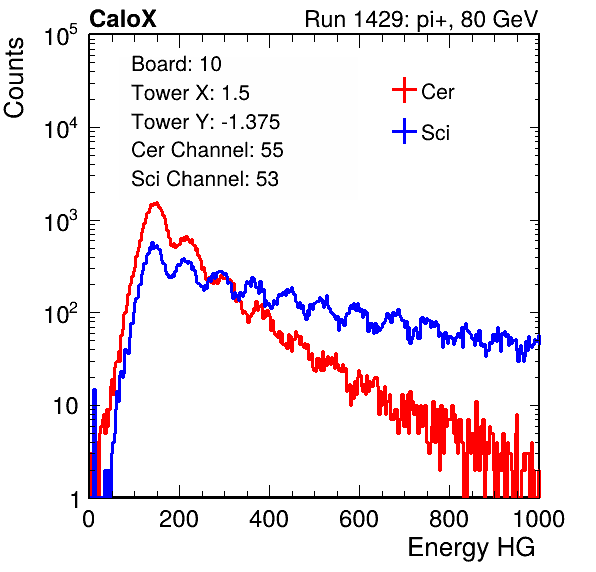 CaloX Run 1429: pi+, 80 GeV
Counts
10^5
10^4
10^3
10^2
10
1
Board: 10
Tower X: 1.5
Tower Y: -1.375
Cer Channel: 55
Sci Channel: 53
Cer
Sci
0 200 400 600 800 1000
Energy HG